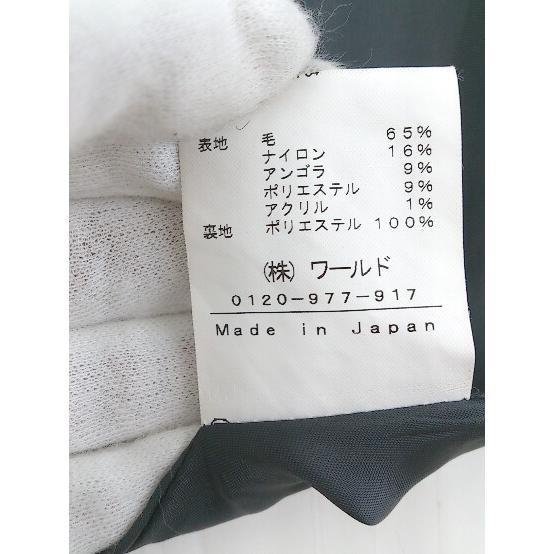 表地 毛 65%
ナイロン 16%
アンゴラ 9%
ポリエステル 9%
アクリル 1%
裏地 ポリエステル 100%
(株) ワールド
0120-977-917
Made in Japan